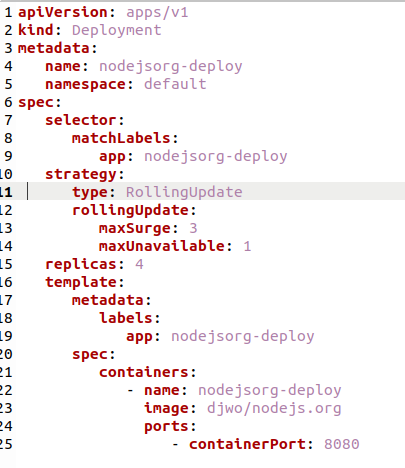 1 apiVersion: apps/v1
2 kind: Deployment
3 metadata:
4    name: nodejsorg-deploy
5    namespace: default
6 spec:
7    selector:
8       matchLabels:
9          app: nodejsorg-deploy
10    strategy:
11       type: RollingUpdate
12       rollingUpdate:
13          maxSurge: 3
14          maxUnavailable: 1
15    replicas: 4
16    template:
17       metadata:
18          labels:
19             app: nodejsorg-deploy
20       spec:
21          containers:
22             - name: nodejsorg-deploy
23               image: djwo/nodejs.org
24               ports:
25                  - containerPort: 8080